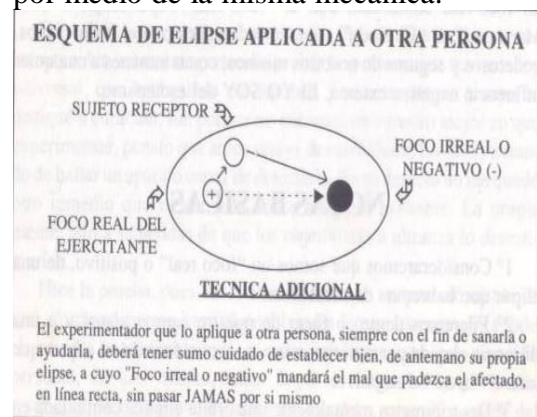 por medio de la misma mecánica.
ESQUEMA DE ELIPSE APLICADA A OTRA PERSONA
SUJETO RECEPTOR
FOCO IRREAL O
NEGATIVO (-)
+
FOCO REAL DEL
EJERCITANTE
TECNICA ADICIONAL
El experimentador que lo aplique a otra persona, siempre con el fin de sanarla o
ayudarla, deberá tener sumo cuidado de establecer bien, de antemano su propia
elipse, a cuyo "Foco irreal o negativo" mandará el mal que padezca el afectado,
en línea recta, sin pasar JAMAS por si mismo